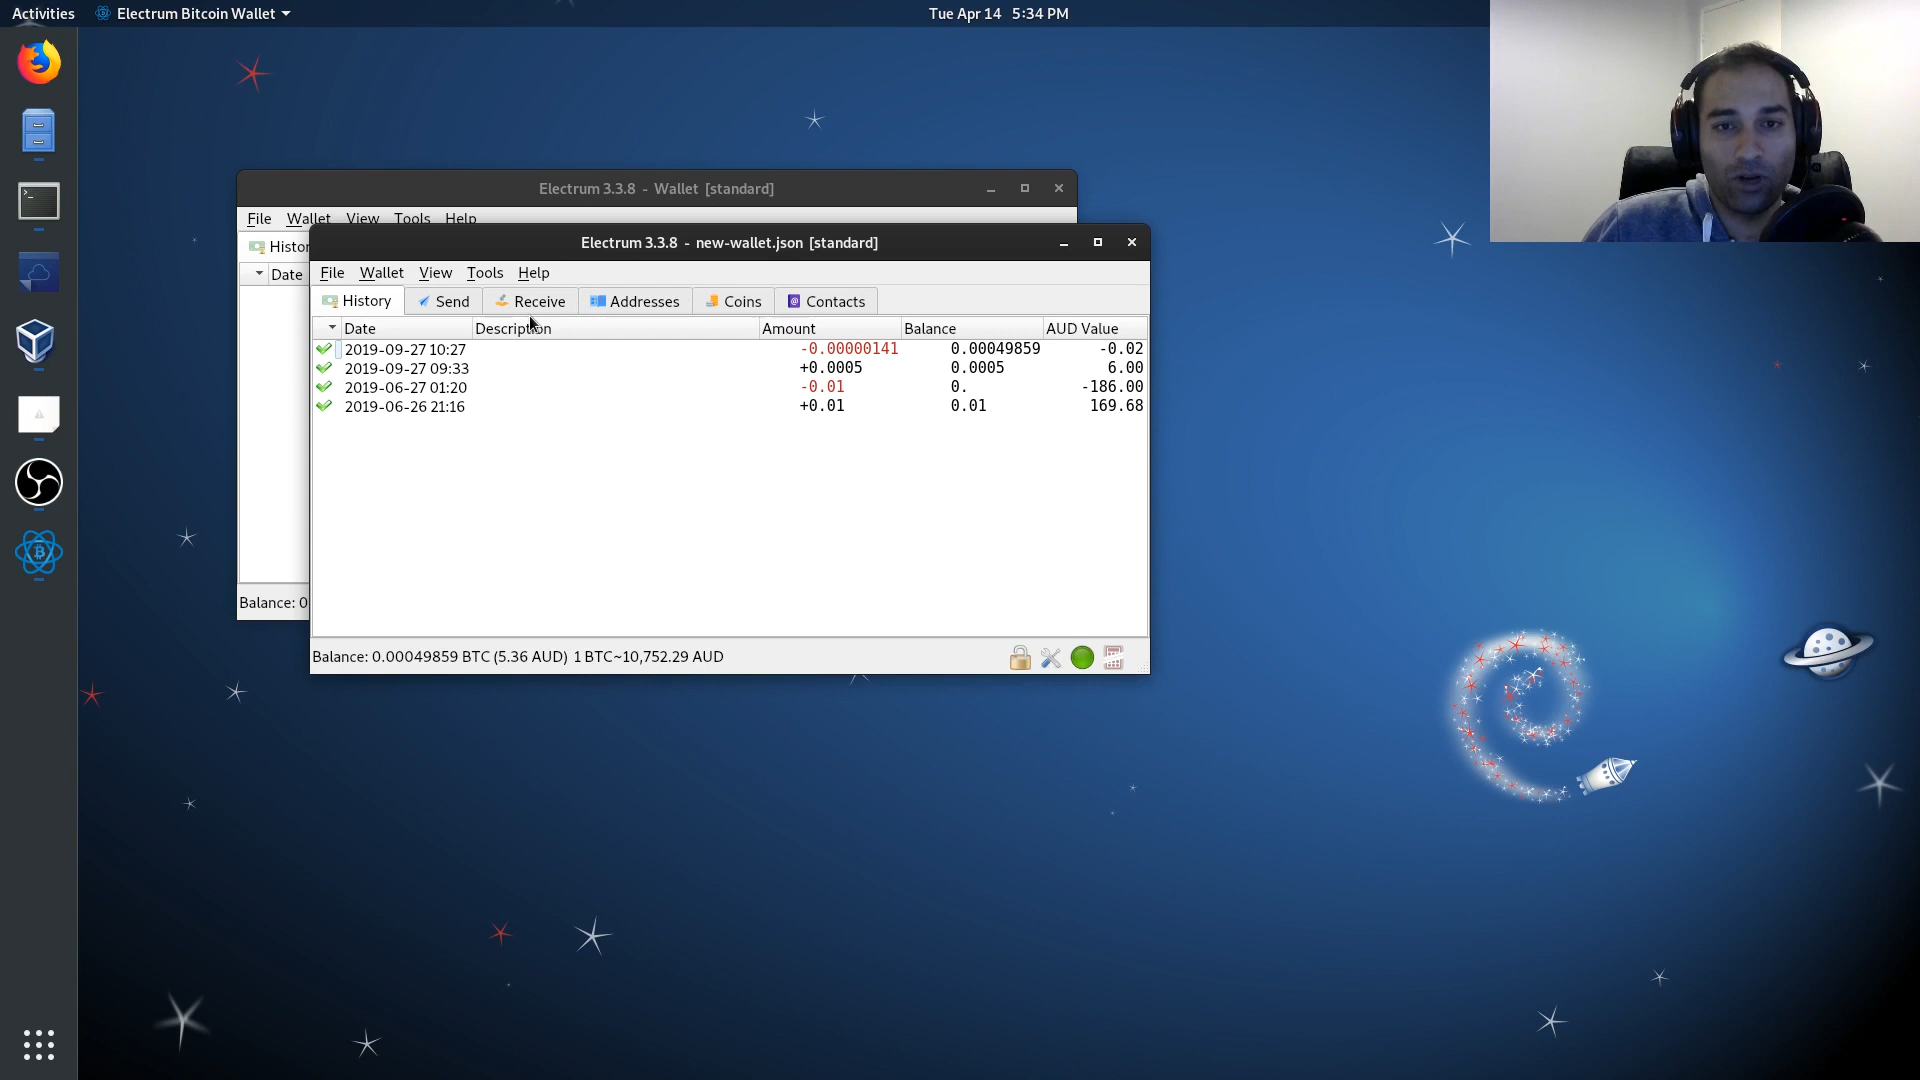 Activities Electrum Bitcoin Wallet Tue Apr 14 5:34 PM
Electrum 3.3.8 - Wallet [standard]
File Wallet View Tools Help
Date
Balance: 0
Electrum 3.3.8 - new-wallet.json [standard]
File Wallet View Tools Help
History Send Receive Addresses Coins Contacts
Date Description Amount Balance AUD Value
2019-09-27 10:27 -0.00000141 0.00049859 -0.02
2019-09-27 09:33 +0.0005 0.0005 6.00
2019-06-27 01:20 -0.01 0. -186.00
2019-06-26 21:16 +0.01 0.01 169.68
Balance: 0.00049859 BTC (5.36 AUD) 1 BTC~10,752.29 AUD